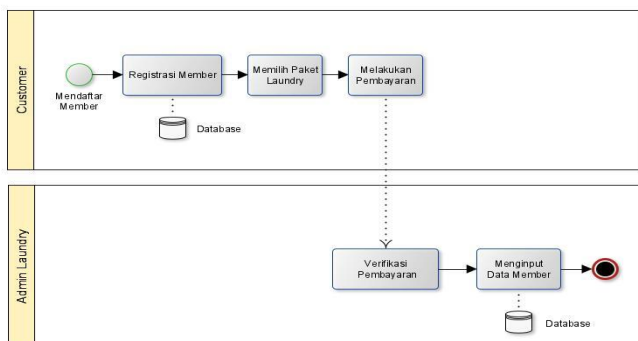 Customer
Mendaftar
Member
Registrasi Member
Memilih Paket
Laundry
Melakukan
Pembayaran
Database
Admin Laundry
Verifikasi
Pembayaran
Menginput
Data Member
Database